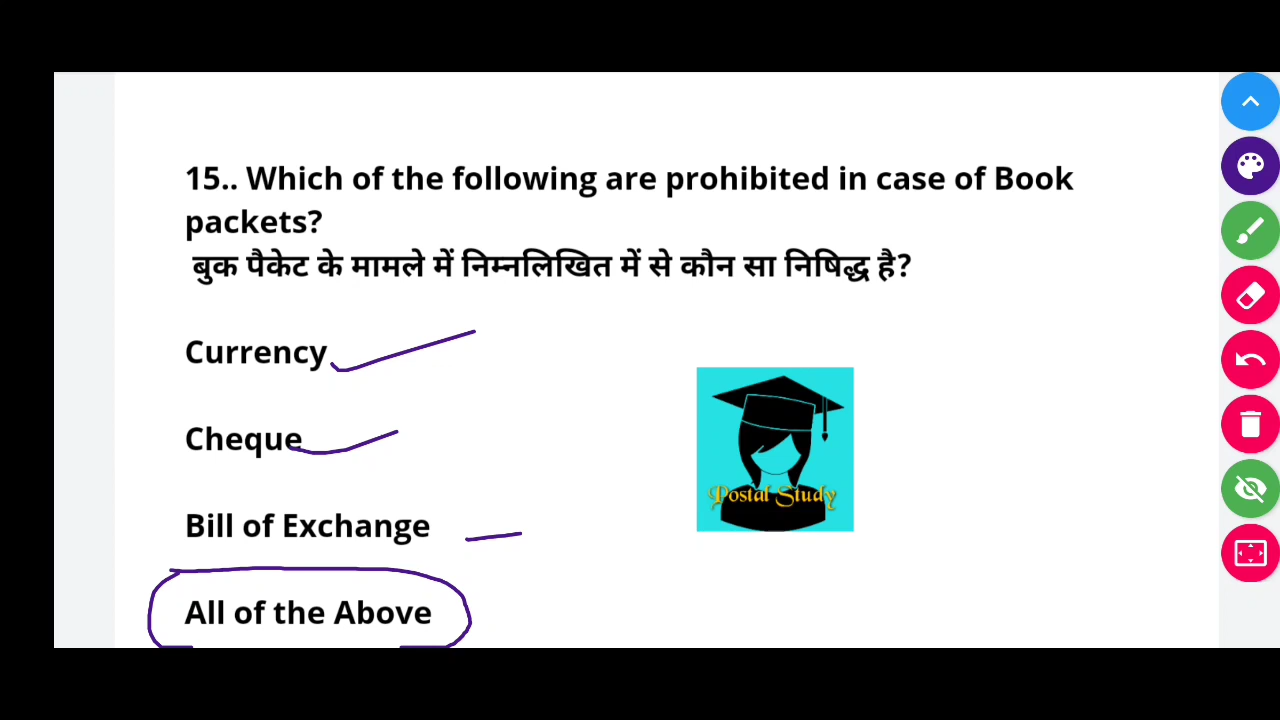 15.. Which of the following are prohibited in case of Book
packets?
बुक पैकेट के मामले में निम्नलिखित में से कौन सा निषिद्ध है?
Currency
Cheque
Postal Study
Bill of Exchange
All of the Above